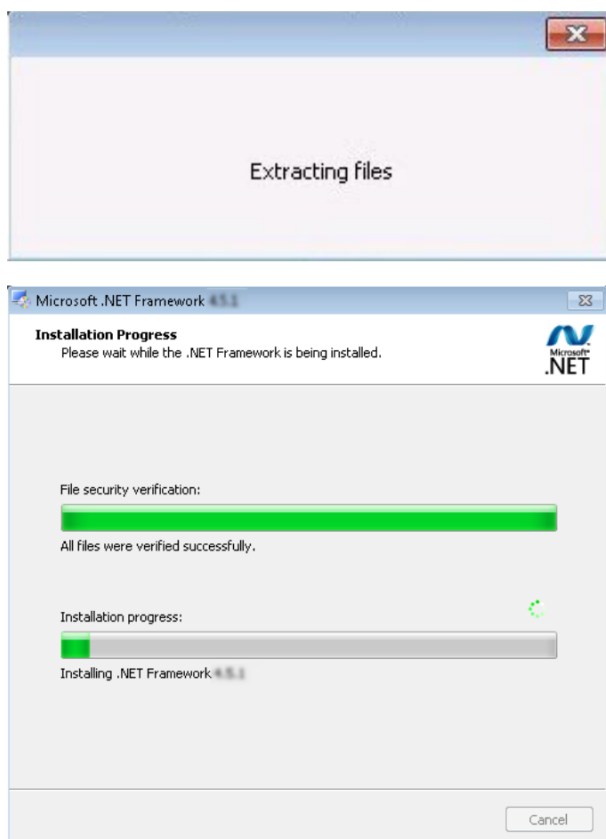 Extracting files
Microsoft .NET Framework
Installation Progress
Please wait while the .NET Framework is being installed.
Microsoft
.NET
File security verification:
All files were verified successfully.
Installation progress:
Installing .NET Framework
Cancel